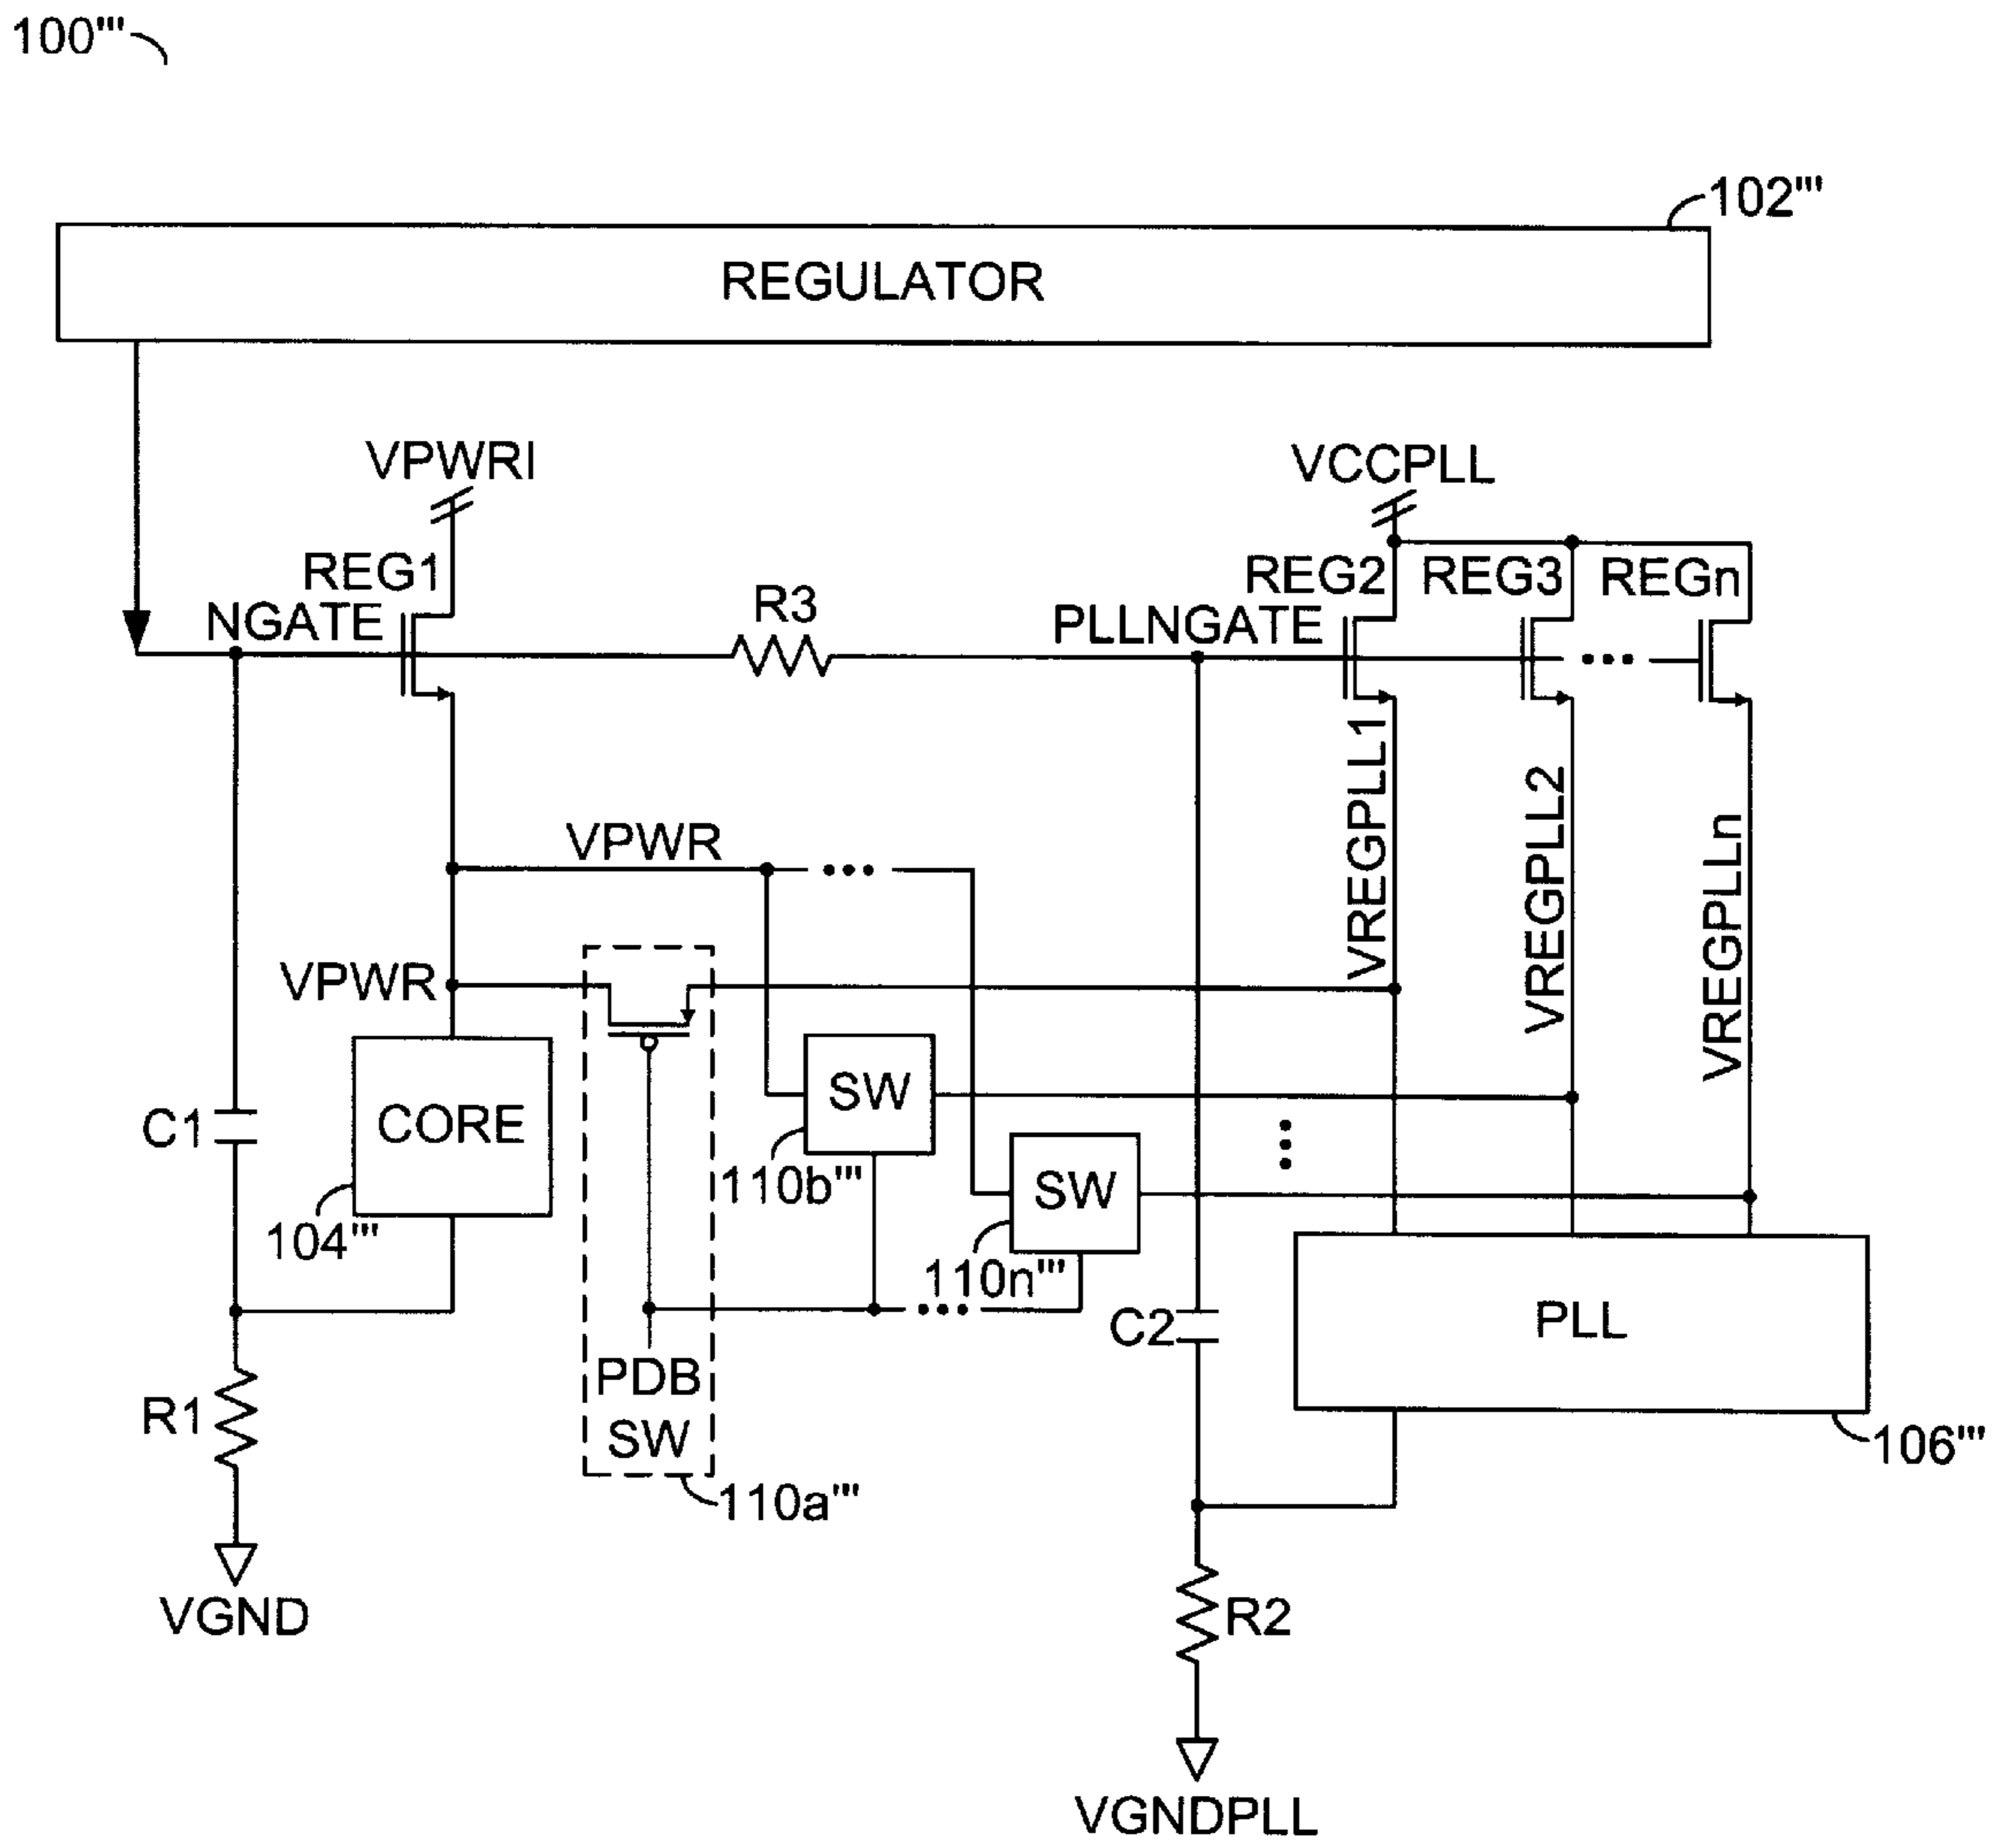 100'''
102'''
REGULATOR
VPWRI
VCCPLL
REG1
REG2
REG3
REGn
NGATE
R3
PLLNGATE
VREGPLL1
VREGPLL2
VREGPLLn
VPWR
VPWR
CORE
C1
SW
110b'''
SW
104'''
110n'''
C2
PLL
PDB
SW
R1
106'''
110a'''
VGND
R2
VGNDPLL